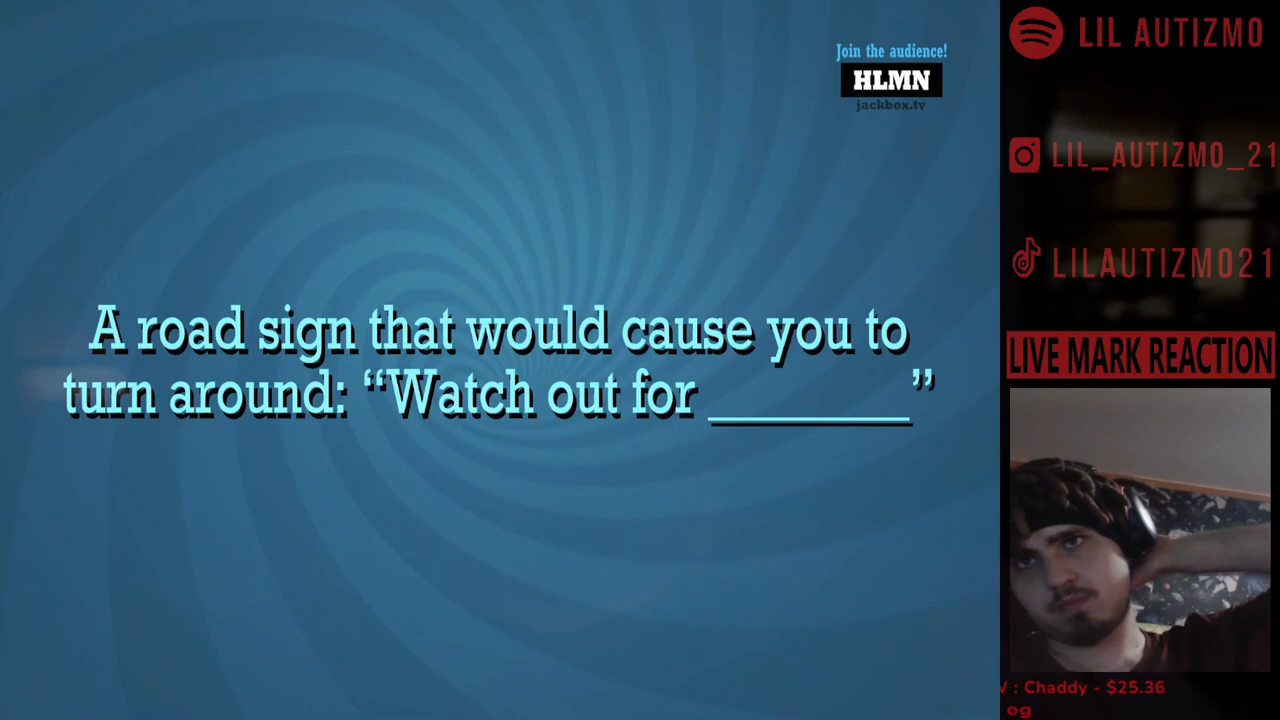 Join the audience!
HLMN
jackbox.tv
A road sign that would cause you to
turn around: “Watch out for ________”
LIL AUTIZMO
LIL_AUTIZMO_21
LILAUTIZMO21
LIVE MARK REACTION
: Chaddy - $25.36
og